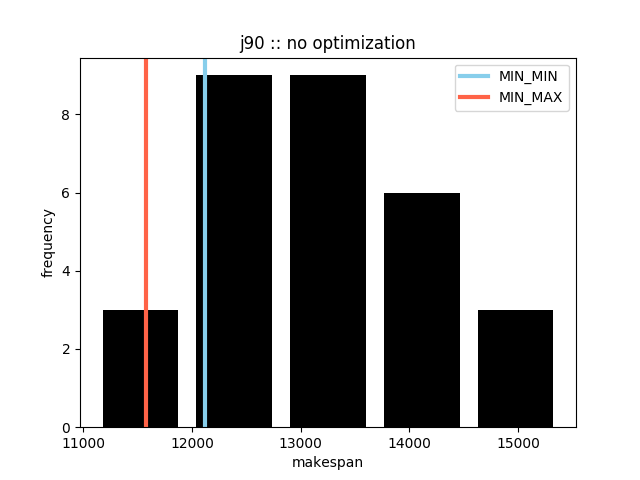 j90 :: no optimization
MIN_MIN
MIN_MAX
8
6
4
2
0
frequency
11000 12000 13000 14000 15000
makespan